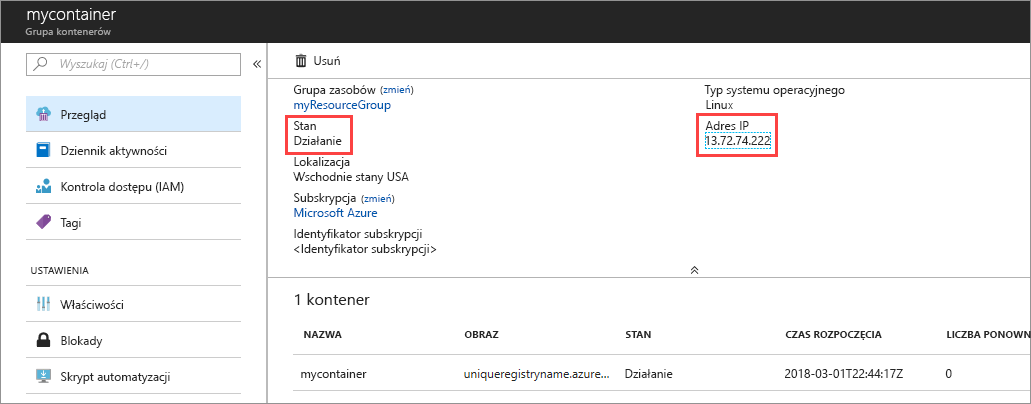 mycontainer
Grupa kontenerów
Wyszukaj (Ctrl+/)
«
Przegląd
Dziennik aktywności
Kontrola dostępu (IAM)
Tagi
USTAWIENIA
Właściwości
Blokady
Skrypt automatyzacji
Usuń
Grupa zasobów (zmień)
myResourceGroup
Stan
Działanie
Lokalizacja
Wschodnie stany USA
Subskrypcja (zmień)
Microsoft Azure
Identyfikator subskrypcji
<Identyfikator subskrypcji>
Typ systemu operacyjnego
Linux
Adres IP
13.72.74.222
1 kontener
NAZWA OBRAZ STAN CZAS ROZPOCZĘCIA LICZBA PONOWN
mycontainer uniqueregistryname.azure... Działanie 2018-03-01T22:44:17Z 0